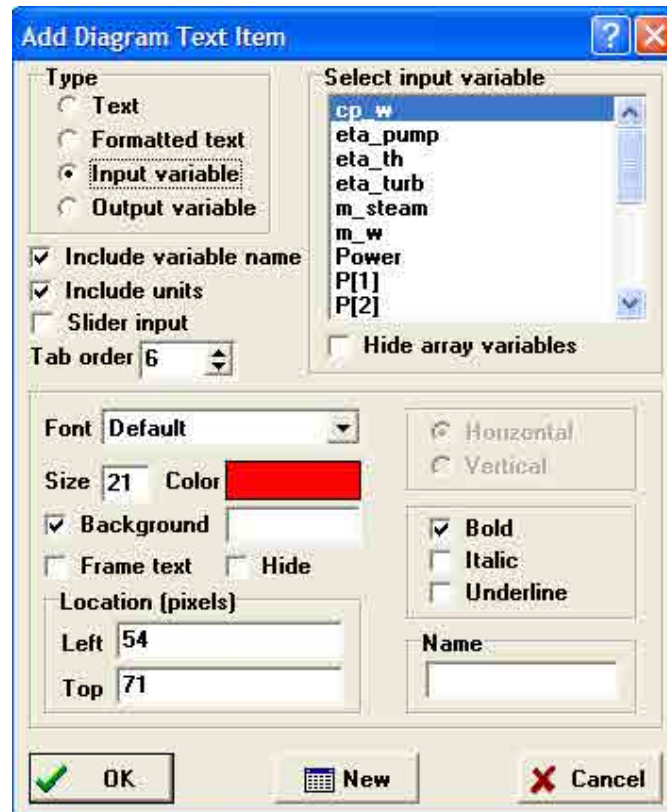 Add Diagram Text Item
Type
Text
Formatted text
Input variable
Output variable
Include variable name
Include units
Slider input
Tab order 6
Select input variable
cp_w
eta_pump
eta_th
eta_turb
m_steam
m_w
Power
P[1]
P[2]
Hide array variables
Font Default
Size 21 Color
Background
Frame text Hide
Location (pixels)
Left 54
Top 71
Horizontal
Vertical
Bold
Italic
Underline
Name
OK New Cancel